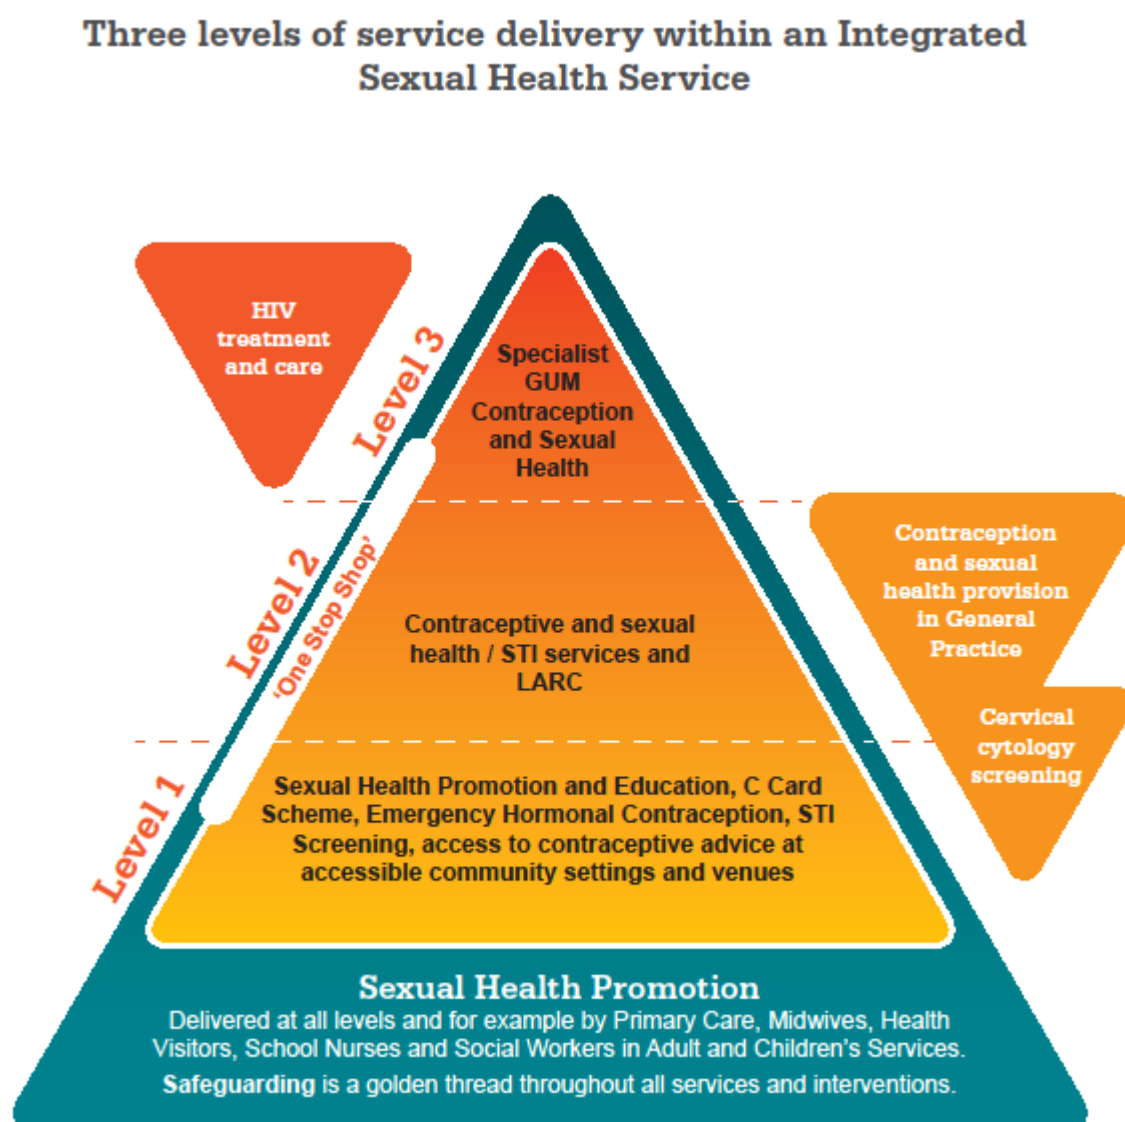 Three levels of service delivery within an Integrated
Sexual Health Service
HIV
treatment
and care
Level 3
Specialist
GUM
Contraception
and Sexual
Health
Level 2
'One Stop Shop'
Contraceptive and sexual
health / STI services and
LARC
Contraception
and sexual
health provision
in General
Practice
Cervical
cytology
screening
Level 1
Sexual Health Promotion and Education, C Card
Scheme, Emergency Hormonal Contraception, STI
Screening, access to contraceptive advice at
accessible community settings and venues
Sexual Health Promotion
Delivered at all levels and for example by Primary Care, Midwives, Health
Visitors, School Nurses and Social Workers in Adult and Children's Services.
Safeguarding is a golden thread throughout all services and interventions.